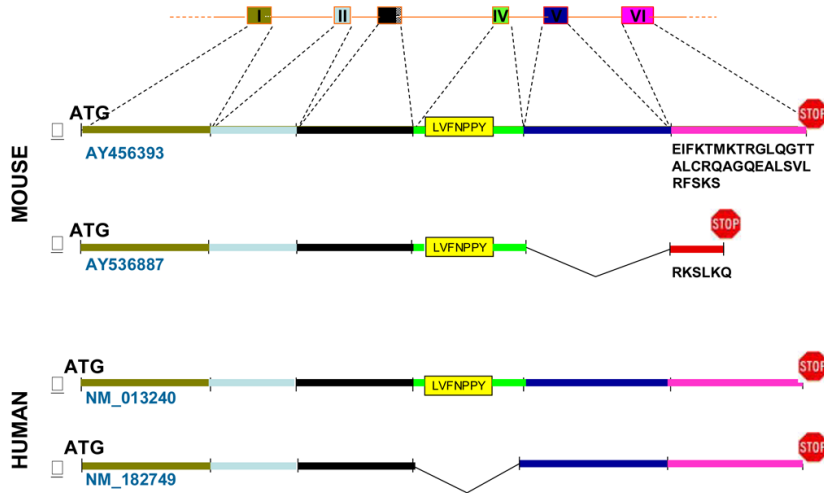 I II IV V VI
ATG STOP
LVFNPPY
AY456393
EIFKTMKTRGLQGTT
ALCRQAGQEALSVL
RFSKS
MOUSE
ATG STOP
LVFNPPY
AY536887
RKSLKQ
ATG STOP
LVFNPPY
NM_013240
HUMAN
ATG STOP
NM_182749